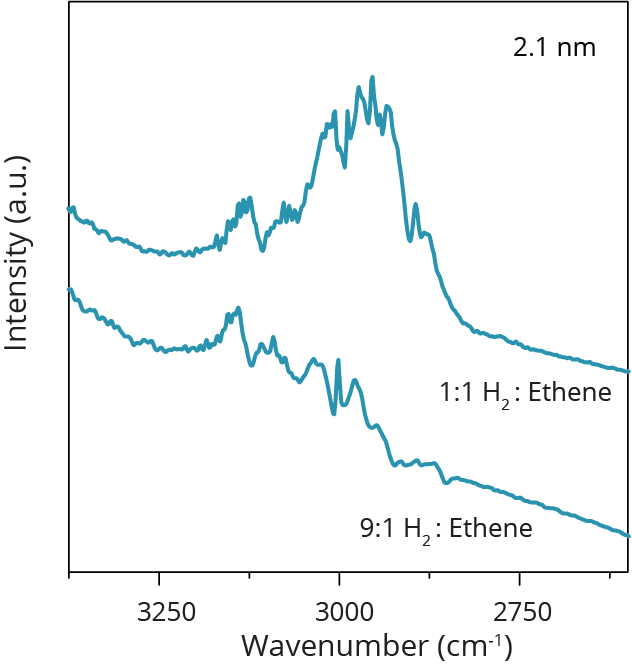 2.1 nm
Intensity (a.u.)
1:1 H₂ : Ethene
9:1 H₂ : Ethene
3250 3000 2750
Wavenumber (cm⁻¹)